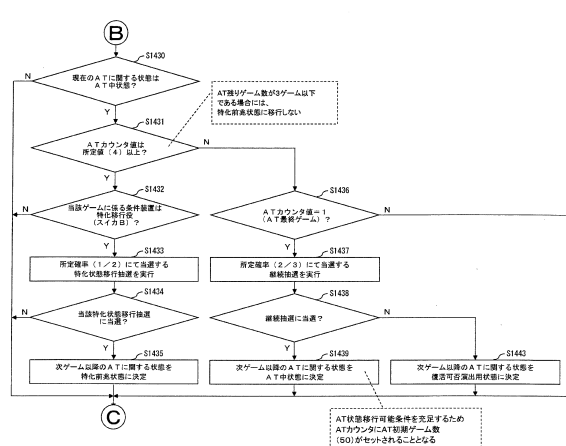 B
S1430
現在のATに関する状態は
AT中状態?
N
Y
AT残りゲーム数が3ゲーム以下
である場合には、
特化前兆状態に移行しない
S1431
ATカウンタ値は
所定値(4)以上?
N
Y
S1432
当該ゲームに係る条件装置は
特化移行役
(スイカB)?
N
Y
S1436
ATカウンタ値=1
(AT最終ゲーム)?
N
Y
S1433
所定確率(1/2)にて当選する
特化状態移行抽選を実行
S1437
所定確率(2/3)にて当選する
継続抽選を実行
S1434
当該特化状態移行抽選
に当選?
N
Y
S1438
継続抽選に当選?
N
Y
S1435
次ゲーム以降のATに関する状態を
特化前兆状態に決定
S1439
次ゲーム以降のATに関する状態を
AT中状態に決定
S1443
次ゲーム以降のATに関する状態を
復活可否演出用状態に決定
C
AT状態移行可能条件を充足するため
ATカウンタにAT初期ゲーム数
(50)がセットされることとなる